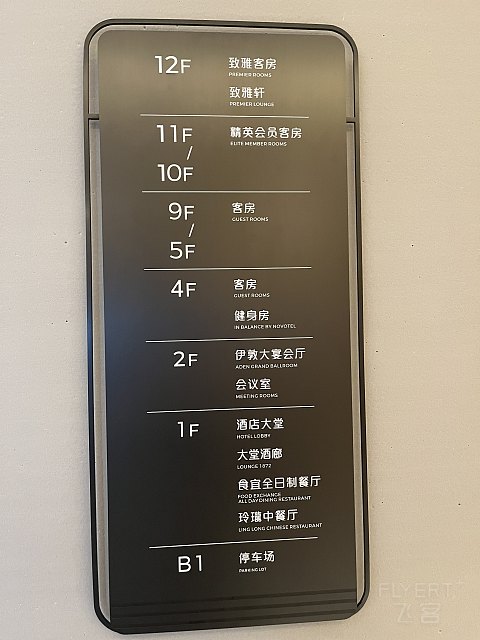 12F 致雅客房
PREMIER ROOMS
致雅轩
PREMIER LOUNGE
11F 精英会员客房
ELITE MEMBER ROOMS
/
10F
9F 客房
GUEST ROOMS
/
5F
4F 客房
GUEST ROOMS
健身房
IN BALANCE BY NOVOTEL
2F 伊敦大宴会厅
ADEN GRAND BALLROOM
会议室
MEETING ROOMS
1F 酒店大堂
HOTEL LOBBY
大堂酒廊
LOUNGE 1872
食宜全日制餐厅
FOOD EXCHANGE
ALL DAY DINING RESTAURANT
玲瑰中餐厅
LING LONG CHINESE RESTAURANT
B1 停车场
PARKING LOT
FLYERT
飞客